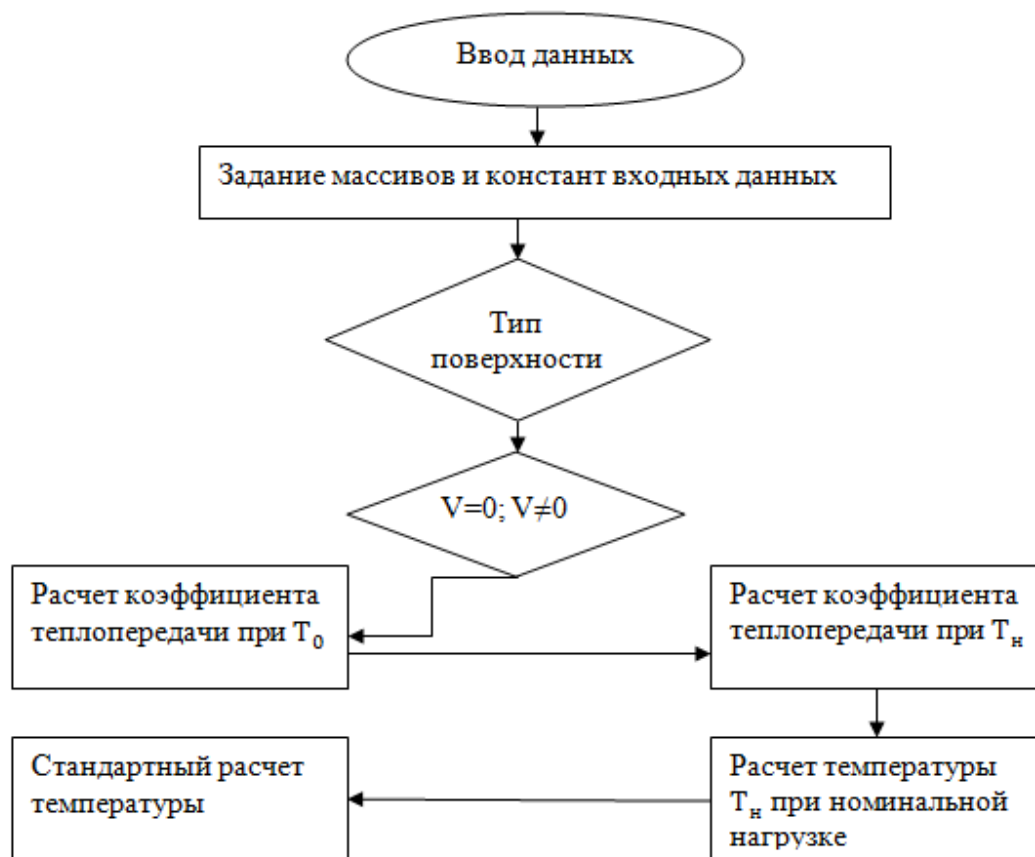 Ввод данных
Задание массивов и констант входных данных
Тип
поверхности
V=0; V≠0
Расчет коэффициента
теплопередачи при T₀
Расчет коэффициента
теплопередачи при Tн
Стандартный расчет
температуры
Расчет температуры
Tн при номинальной
нагрузке